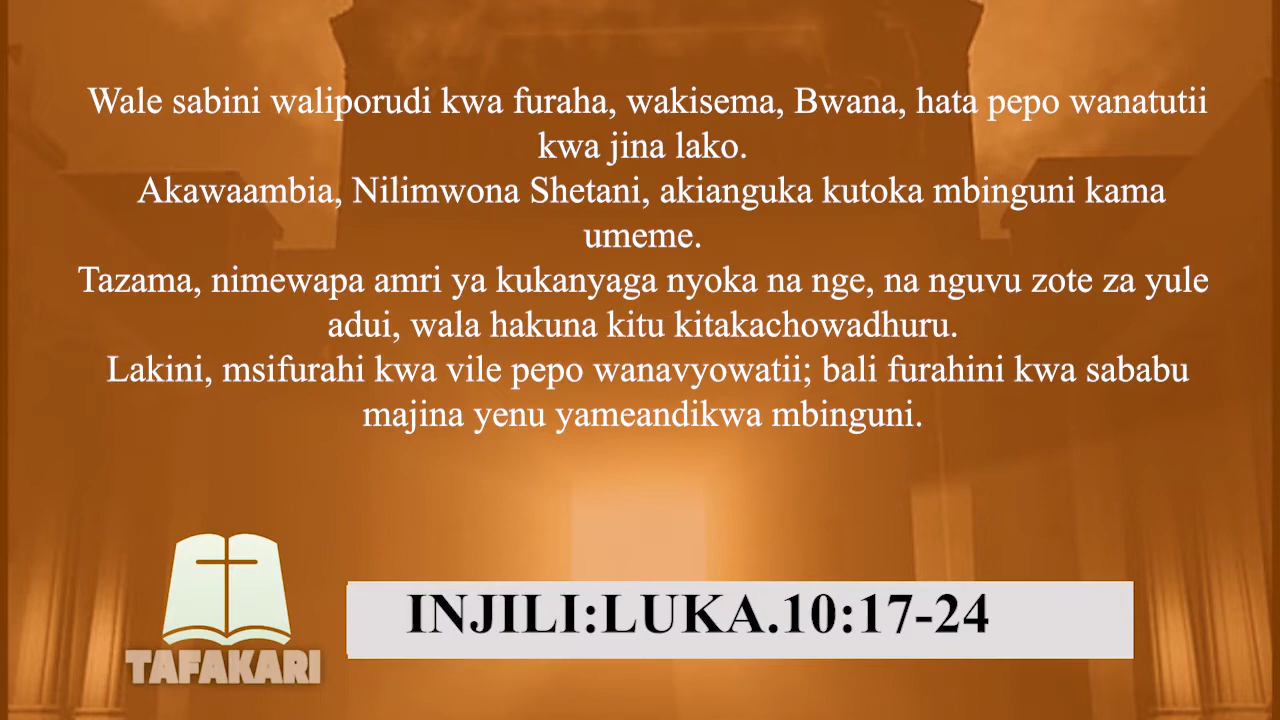 Wale sabini waliporudi kwa furaha, wakisema, Bwana, hata pepo wanatutii
kwa jina lako.
Akawaambia, Nilimwona Shetani, akianguka kutoka mbinguni kama
umeme.
Tazama, nimewapa amri ya kukanyaga nyoka na nge, na nguvu zote za yule
adui, wala hakuna kitu kitakachowadhuru.
Lakini, msifurahi kwa vile pepo wanavyowatii; bali furahini kwa sababu
majina yenu yameandikwa mbinguni.
INJILI:LUKA.10:17-24
TAFAKARI